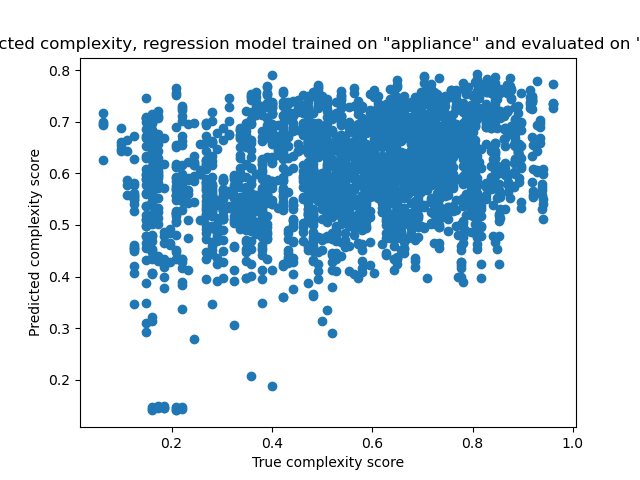 cted complexity, regression model trained on "appliance" and evaluated on "
0.8
0.7
0.6
0.5
0.4
0.3
0.2
Predicted complexity score
0.2 0.4 0.6 0.8 1.0
True complexity score